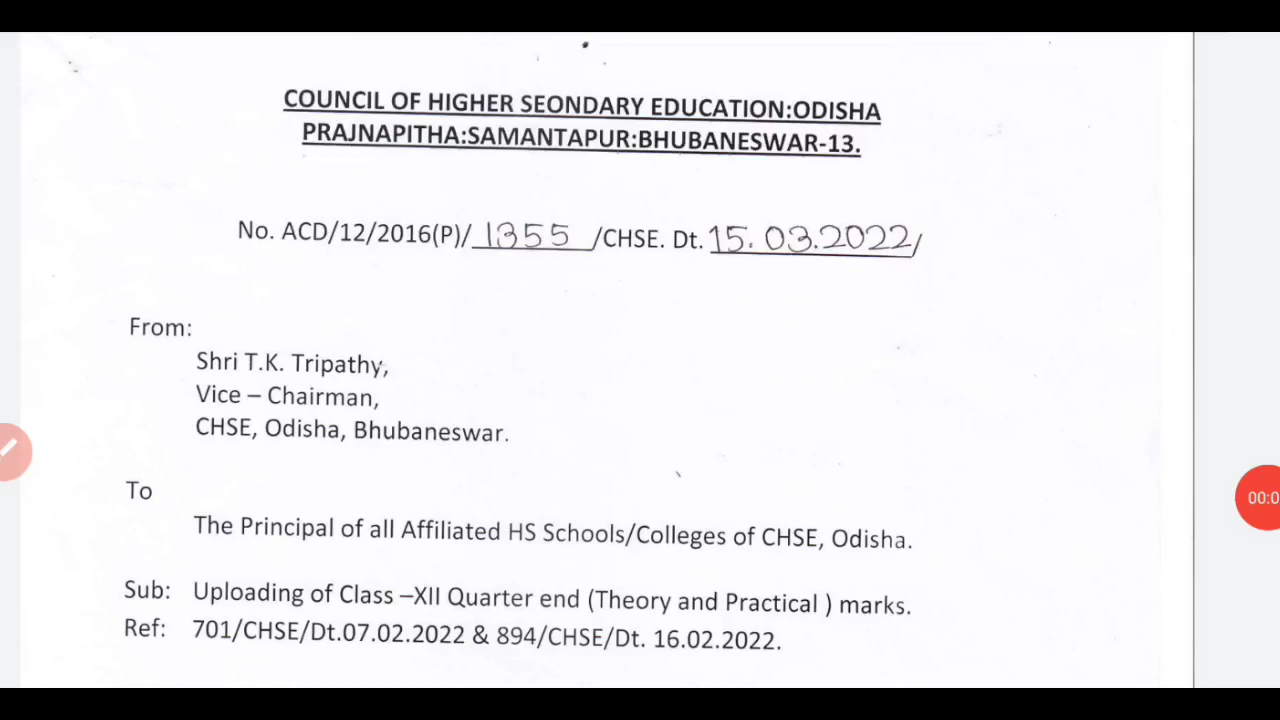 COUNCIL OF HIGHER SEONDARY EDUCATION:ODISHA
PRAJNAPITHA:SAMANTAPUR:BHUBANESWAR-13.
No. ACD/12/2016(P)/ 1355 /CHSE. Dt. 15.03.2022/
From:
Shri T.K. Tripathy,
Vice – Chairman,
CHSE, Odisha, Bhubaneswar.
To
The Principal of all Affiliated HS Schools/Colleges of CHSE, Odisha.
Sub: Uploading of Class –XII Quarter end (Theory and Practical ) marks.
Ref: 701/CHSE/Dt.07.02.2022 & 894/CHSE/Dt. 16.02.2022.
00:0